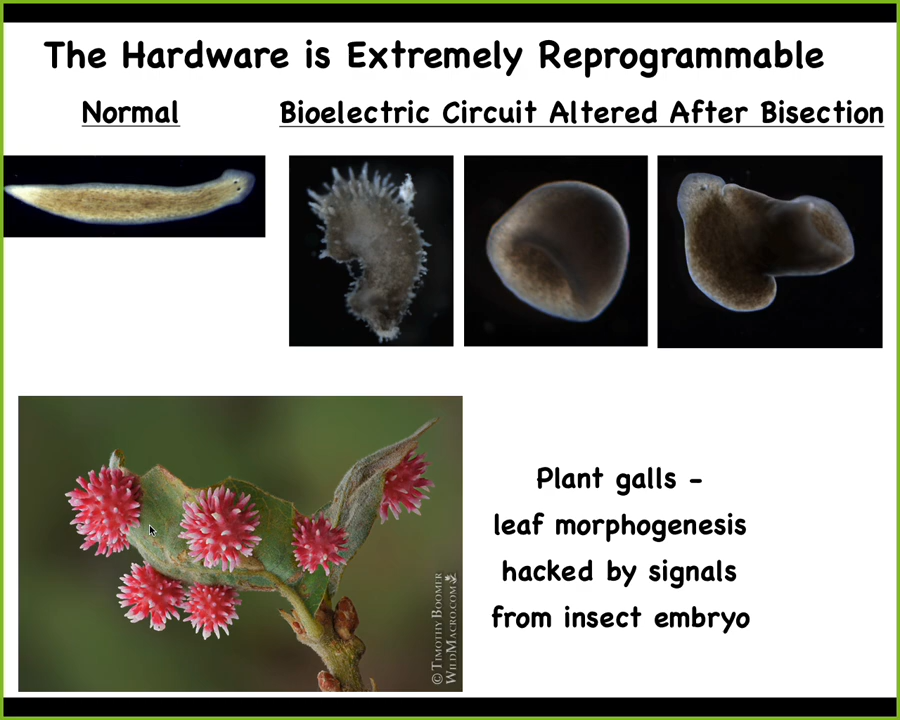 The Hardware is Extremely Reprogrammable
Normal
Bioelectric Circuit Altered After Bisection
Plant galls -
leaf morphogenesis
hacked by signals
from insect embryo
© Timothy Boomer
WildMacro.com